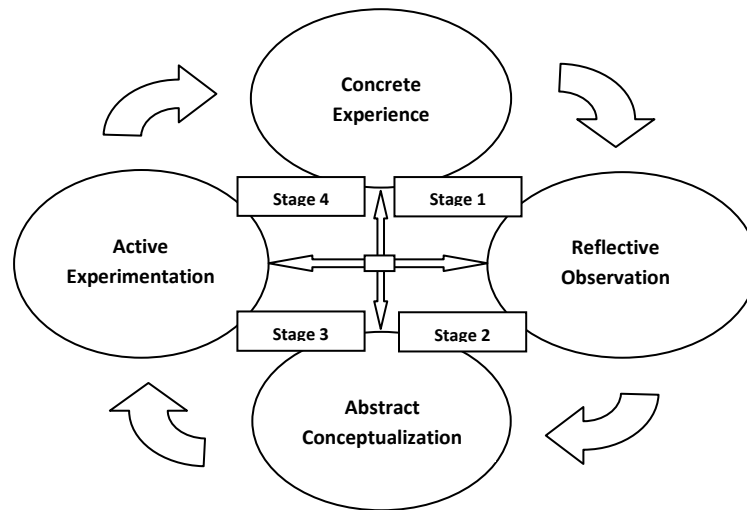 Concrete
Experience
Stage 4
Stage 1
Active
Experimentation
Reflective
Observation
Stage 3
Stage 2
Abstract
Conceptualization